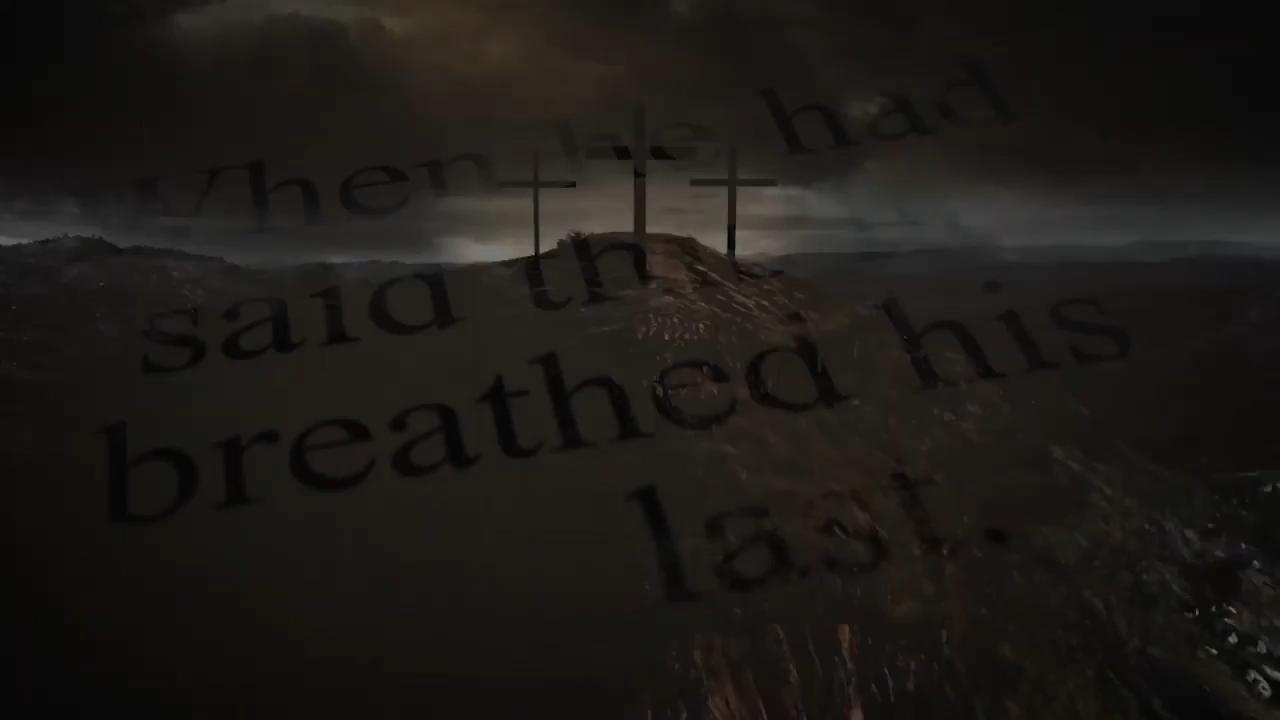 When he had
said
breathed his
last.